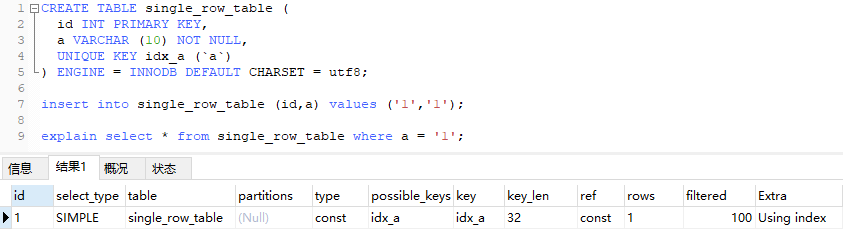 1 CREATE TABLE single_row_table (
2 id INT PRIMARY KEY,
3 a VARCHAR (10) NOT NULL,
4 UNIQUE KEY idx_a (`a`)
5 ) ENGINE = INNODB DEFAULT CHARSET = utf8;
6
7 insert into single_row_table (id,a) values ('1','1');
8
9 explain select * from single_row_table where a = '1';
信息 结果1 概况 状态
id select_type table partitions type possible_keys key key_len ref rows filtered Extra
1 SIMPLE single_row_table (Null) const idx_a idx_a 32 const 1 100 Using index